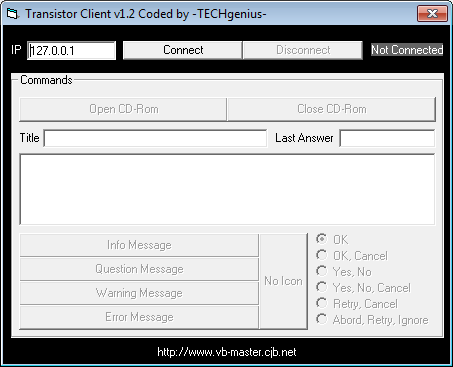 Transistor Client v1.2 Coded by -TECHgenius-
IP 127.0.0.1 Connect Disconnect Not Connected
Commands
Open CD-Rom Close CD-Rom
Title Last Answer
Info Message
Question Message
Warning Message
Error Message
No Icon
OK
OK, Cancel
Yes, No
Yes, No, Cancel
Retry, Cancel
Abord, Retry, Ignore
http://www.vb-master.cjb.net